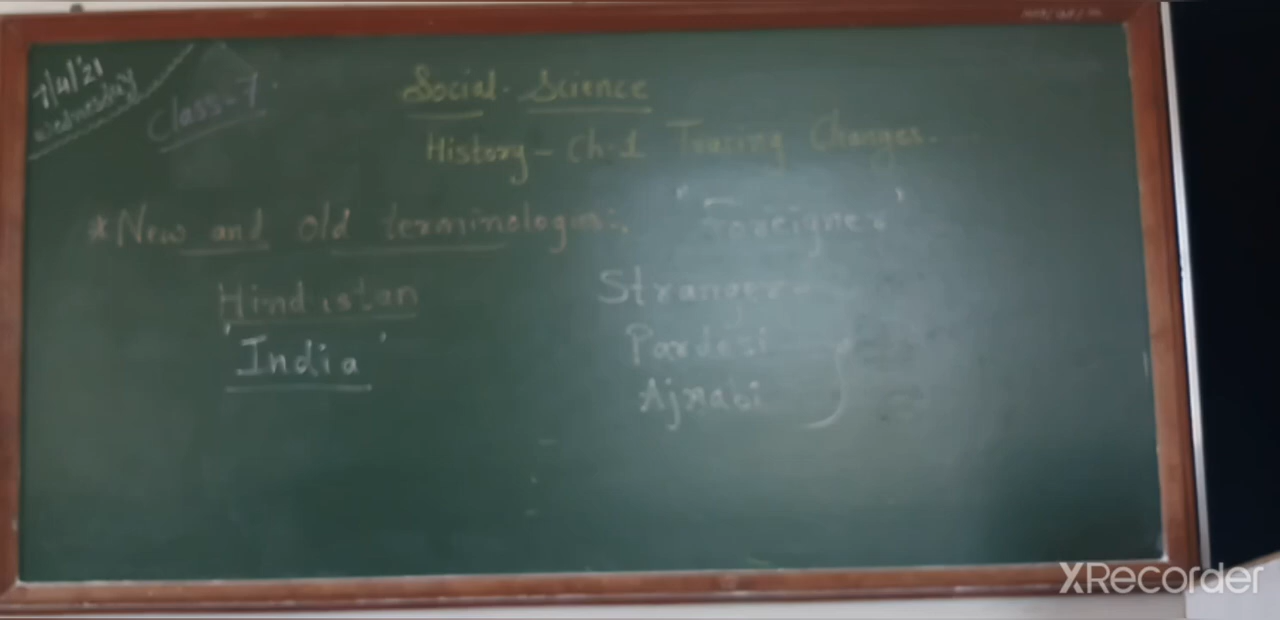 7/4/21
Wednesday
Class-7.
Social Science
History - Ch.1 Tracing Changes.
* New and old terminologies:.
"Foreigner"
Hindustan
Stranger -
'India'
Pardesi
Ajnabi
XRecorder